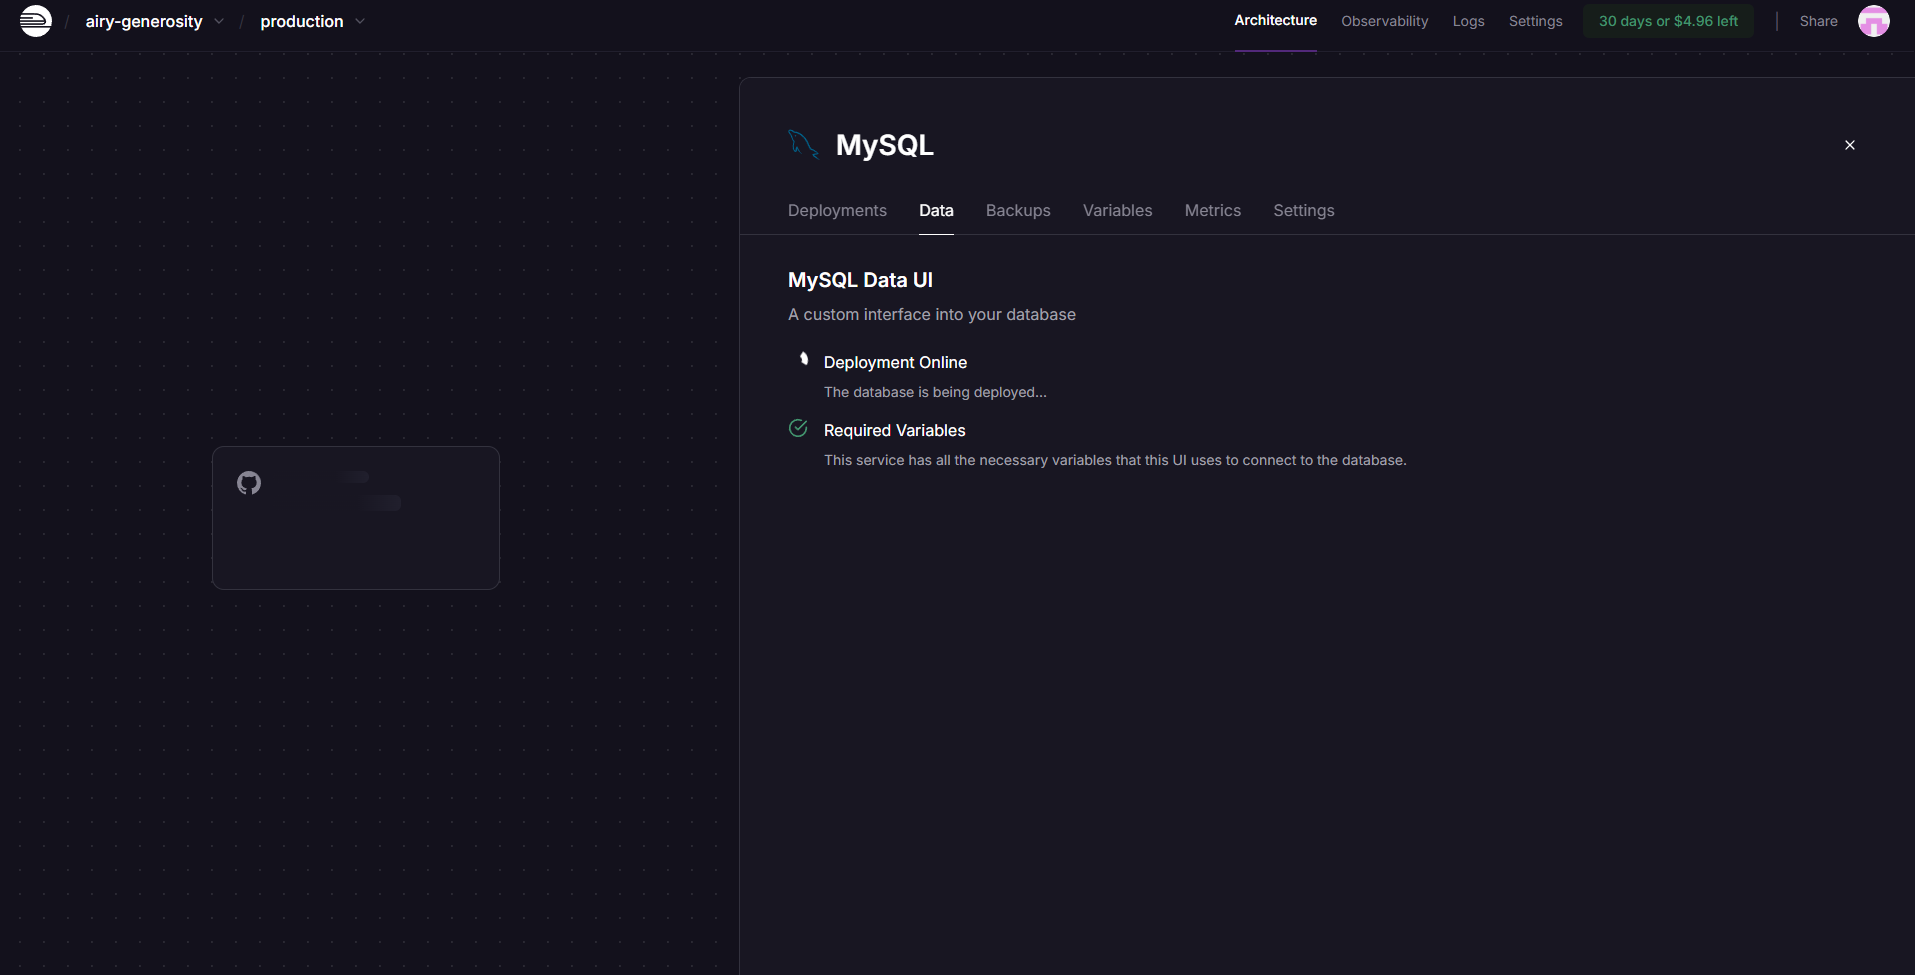 / airy-generosity / production
Architecture Observability Logs Settings 30 days or $4.96 left Share
MySQL
Deployments Data Backups Variables Metrics Settings
MySQL Data UI
A custom interface into your database
Deployment Online
The database is being deployed...
Required Variables
This service has all the necessary variables that this UI uses to connect to the database.